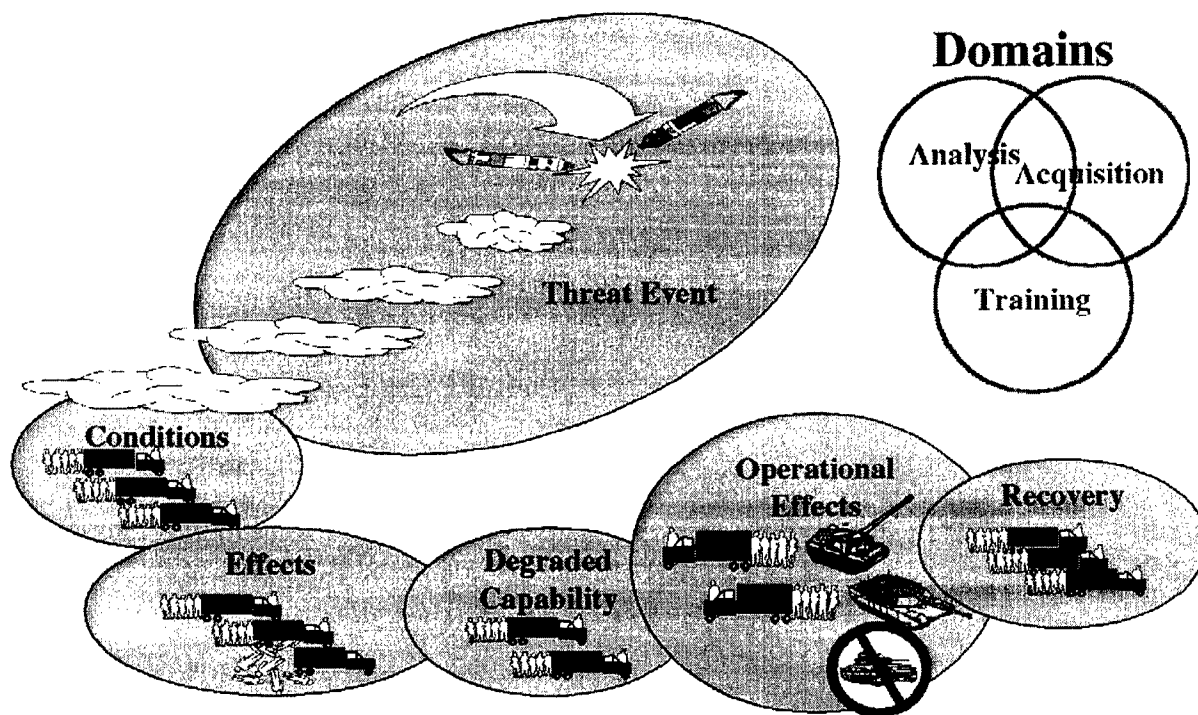 Domains
Analysis
Acquisition
Training
Threat Event
Conditions
Effects
Degraded
Capability
Operational
Effects
Recovery